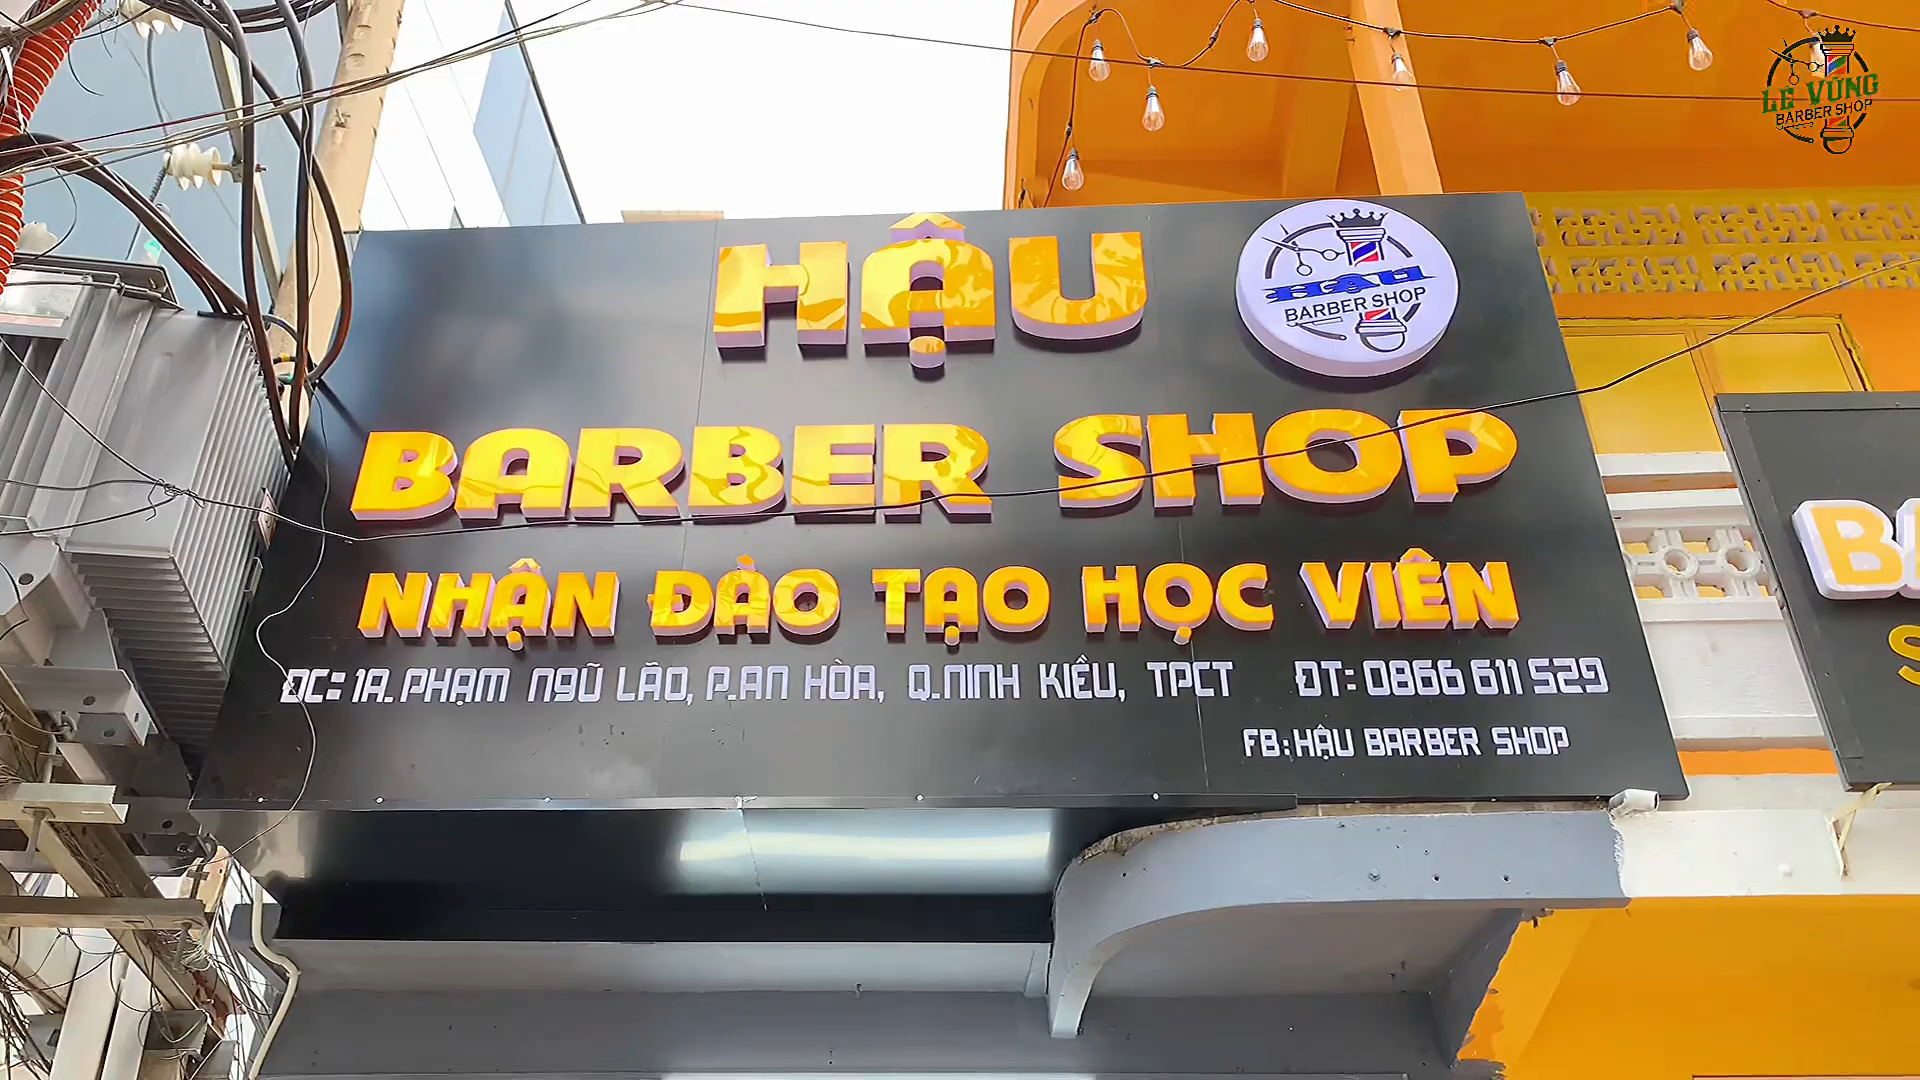 LÊ VŨNG
BARBER SHOP
HẬU
HẬU
BARBER SHOP
BARBER SHOP
NHẬN ĐÀO TẠO HỌC VIÊN
ĐC: 1A. PHẠM NGŨ LÃO, P.AN HÒA, Q.NINH KIỀU, TPCT ĐT: 0866 611 529
FB: HẬU BARBER SHOP